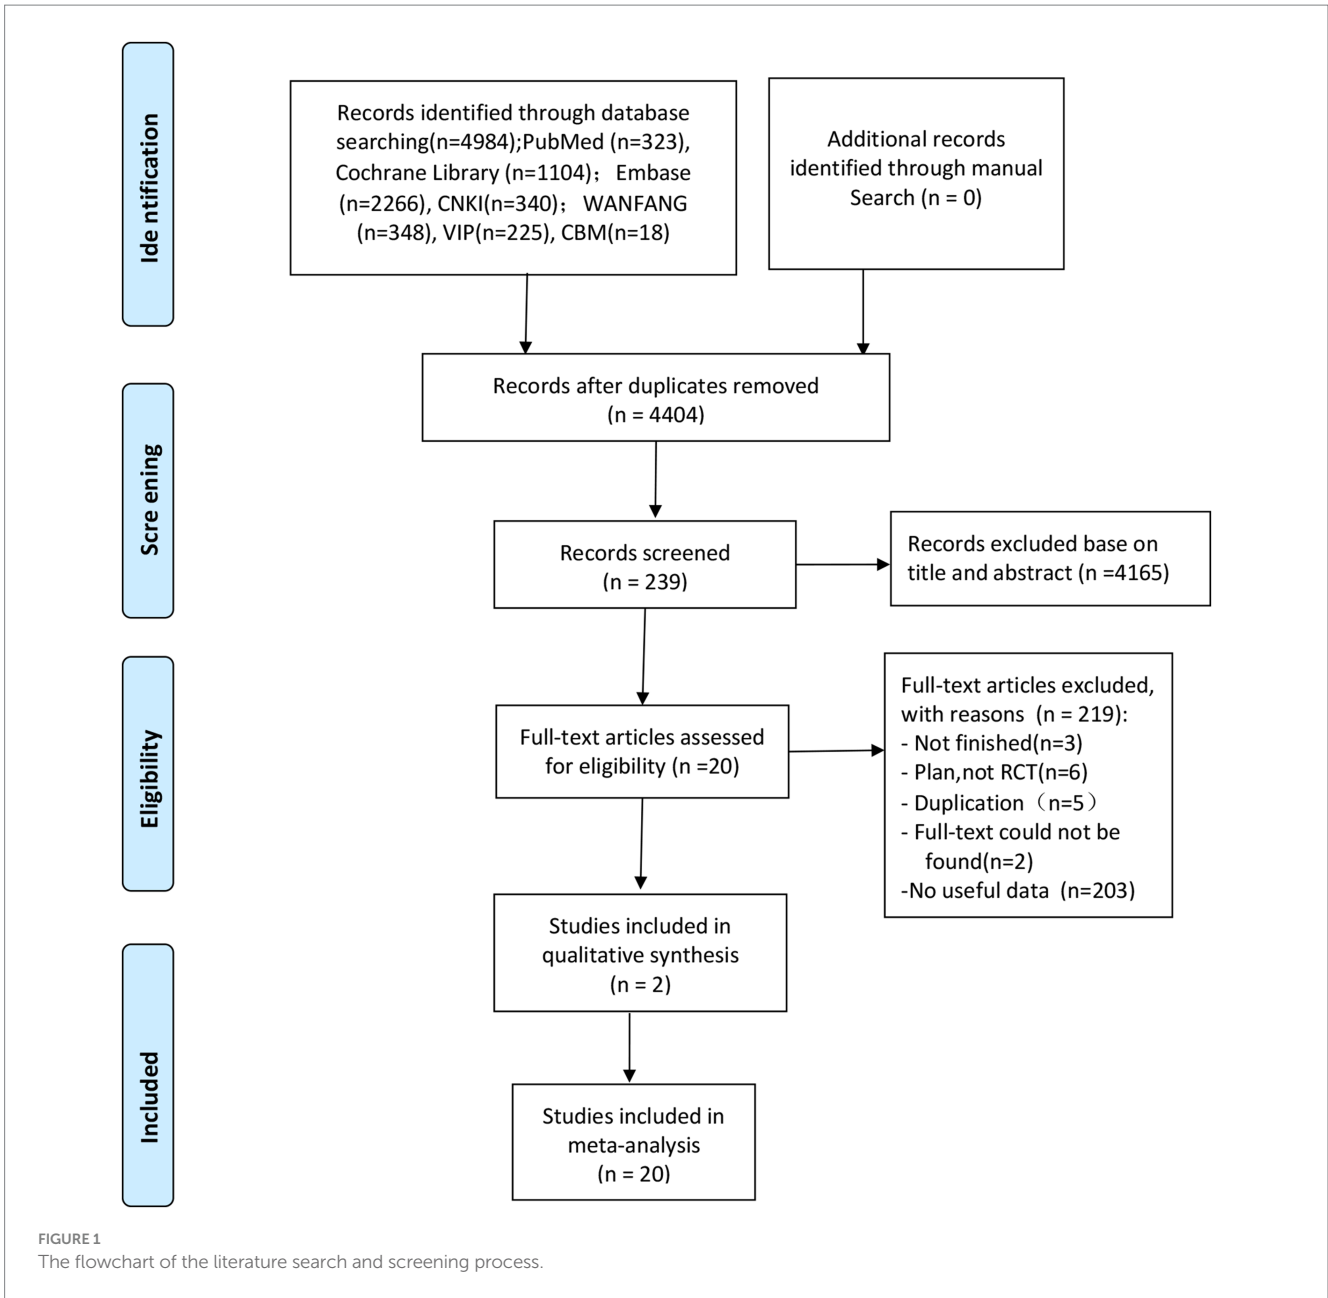 Ide ntification
Records identified through database
searching(n=4984);PubMed (n=323),
Cochrane Library (n=1104)；Embase
(n=2266), CNKI(n=340)；WANFANG
(n=348), VIP(n=225), CBM(n=18)
Additional records
identified through manual
Search (n = 0)
Records after duplicates removed
(n = 4404)
Scre ening
Records screened
(n = 239)
Records excluded base on
title and abstract (n =4165)
Eligibility
Full-text articles assessed
for eligibility (n =20)
Full-text articles excluded,
with reasons (n = 219):
- Not finished(n=3)
- Plan,not RCT(n=6)
- Duplication（n=5）
- Full-text could not be
found(n=2)
-No useful data (n=203)
Studies included in
qualitative synthesis
(n = 2)
Included
Studies included in
meta-analysis
(n = 20)
FIGURE 1
The flowchart of the literature search and screening process.